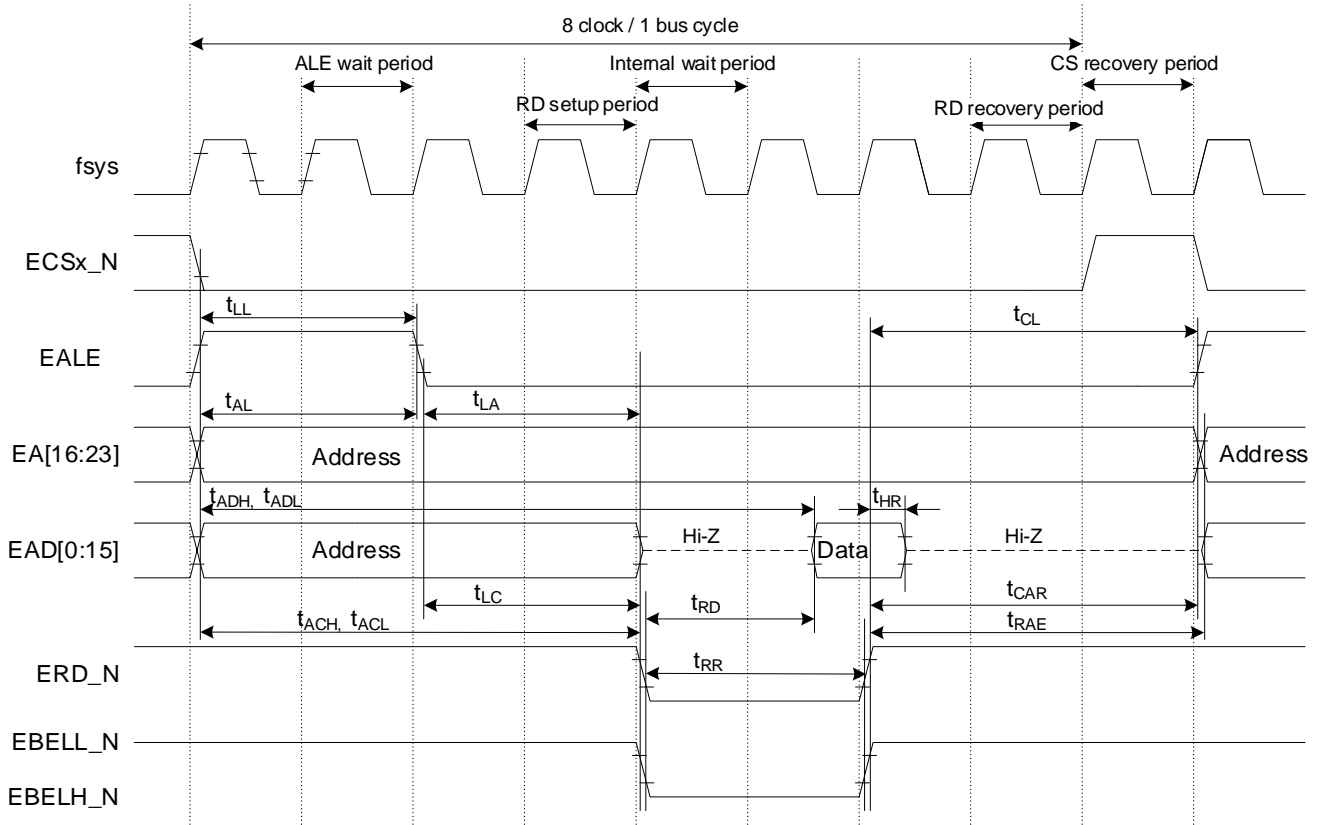 8 clock / 1 bus cycle
ALE wait period
Internal wait period
CS recovery period
RD setup period
RD recovery period
fsys
ECSx_N
tLL
tCL
EALE
tAL
tLA
EA[16:23]
Address
Address
tADH, tADL
tHR
EAD[0:15]
Address
Hi-Z
Data
Hi-Z
tLC
tRD
tCAR
tACH, tACL
tRAE
ERD_N
tRR
EBELL_N
EBELH_N